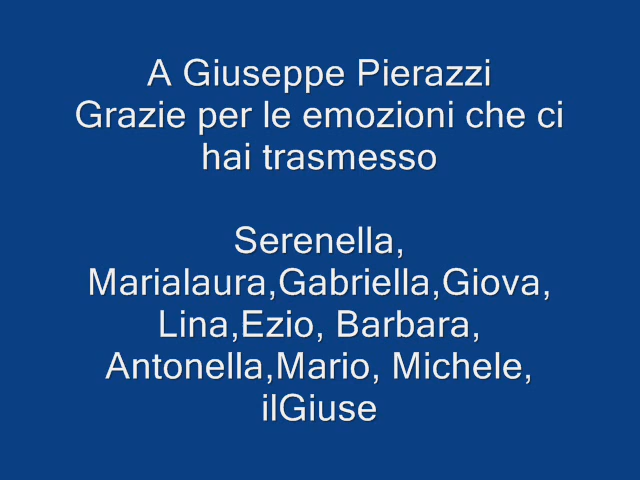 A Giuseppe Pierazzi
Grazie per le emozioni che ci
hai trasmesso
Serenella,
Marialaura,Gabriella,Giova,
Lina,Ezio, Barbara,
Antonella,Mario, Michele,
ilGiuse